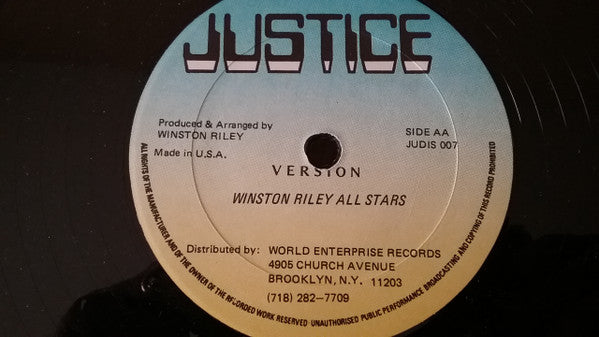 JUSTICE
Produced & Arranged by
WINSTON RILEY
Made in U.S.A.
SIDE AA
JUDIS 007
VERSION
WINSTON RILEY ALL STARS
Distributed by: WORLD ENTERPRISE RECORDS
4905 CHURCH AVENUE
BROOKLYN, N.Y. 11203
(718) 282-7709
ALL RIGHTS OF THE MANUFACTURER AND OF THE OWNER OF THE RECORDED WORK RESERVED UNAUTHORISED PUBLIC PERFORMANCE BROADCASTING AND COPYING OF THIS RECORD PROHIBITED